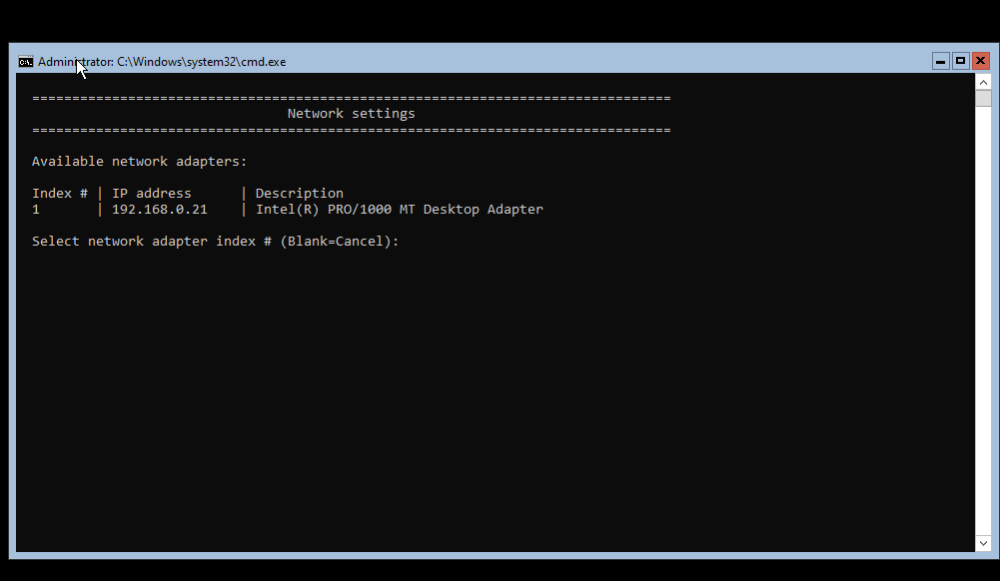 Administrator: C:\Windows\system32\cmd.exe
================================================================================
Network settings
================================================================================
Available network adapters:
Index # | IP address      | Description
1       | 192.168.0.21    | Intel(R) PRO/1000 MT Desktop Adapter
Select network adapter index # (Blank=Cancel):